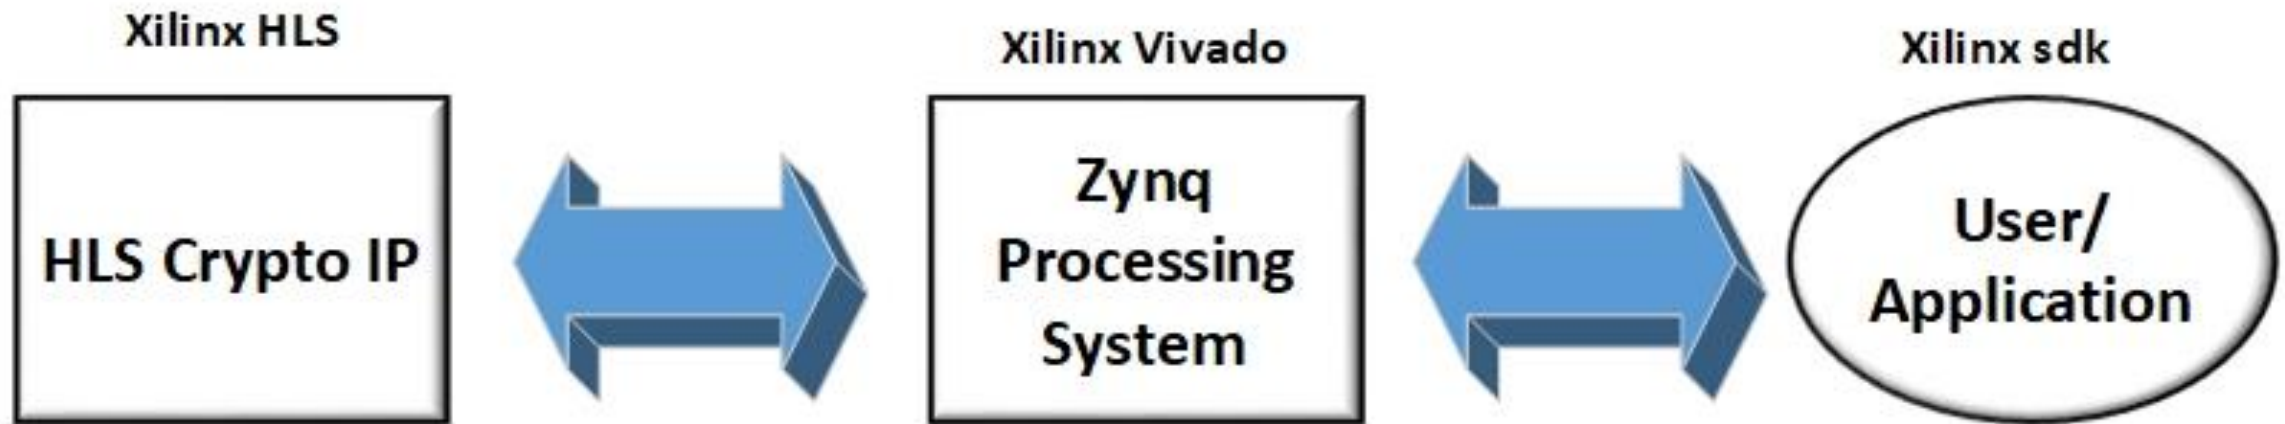 Xilinx HLS
Xilinx Vivado
Xilinx sdk
HLS Crypto IP
Zynq
Processing
System
User/
Application